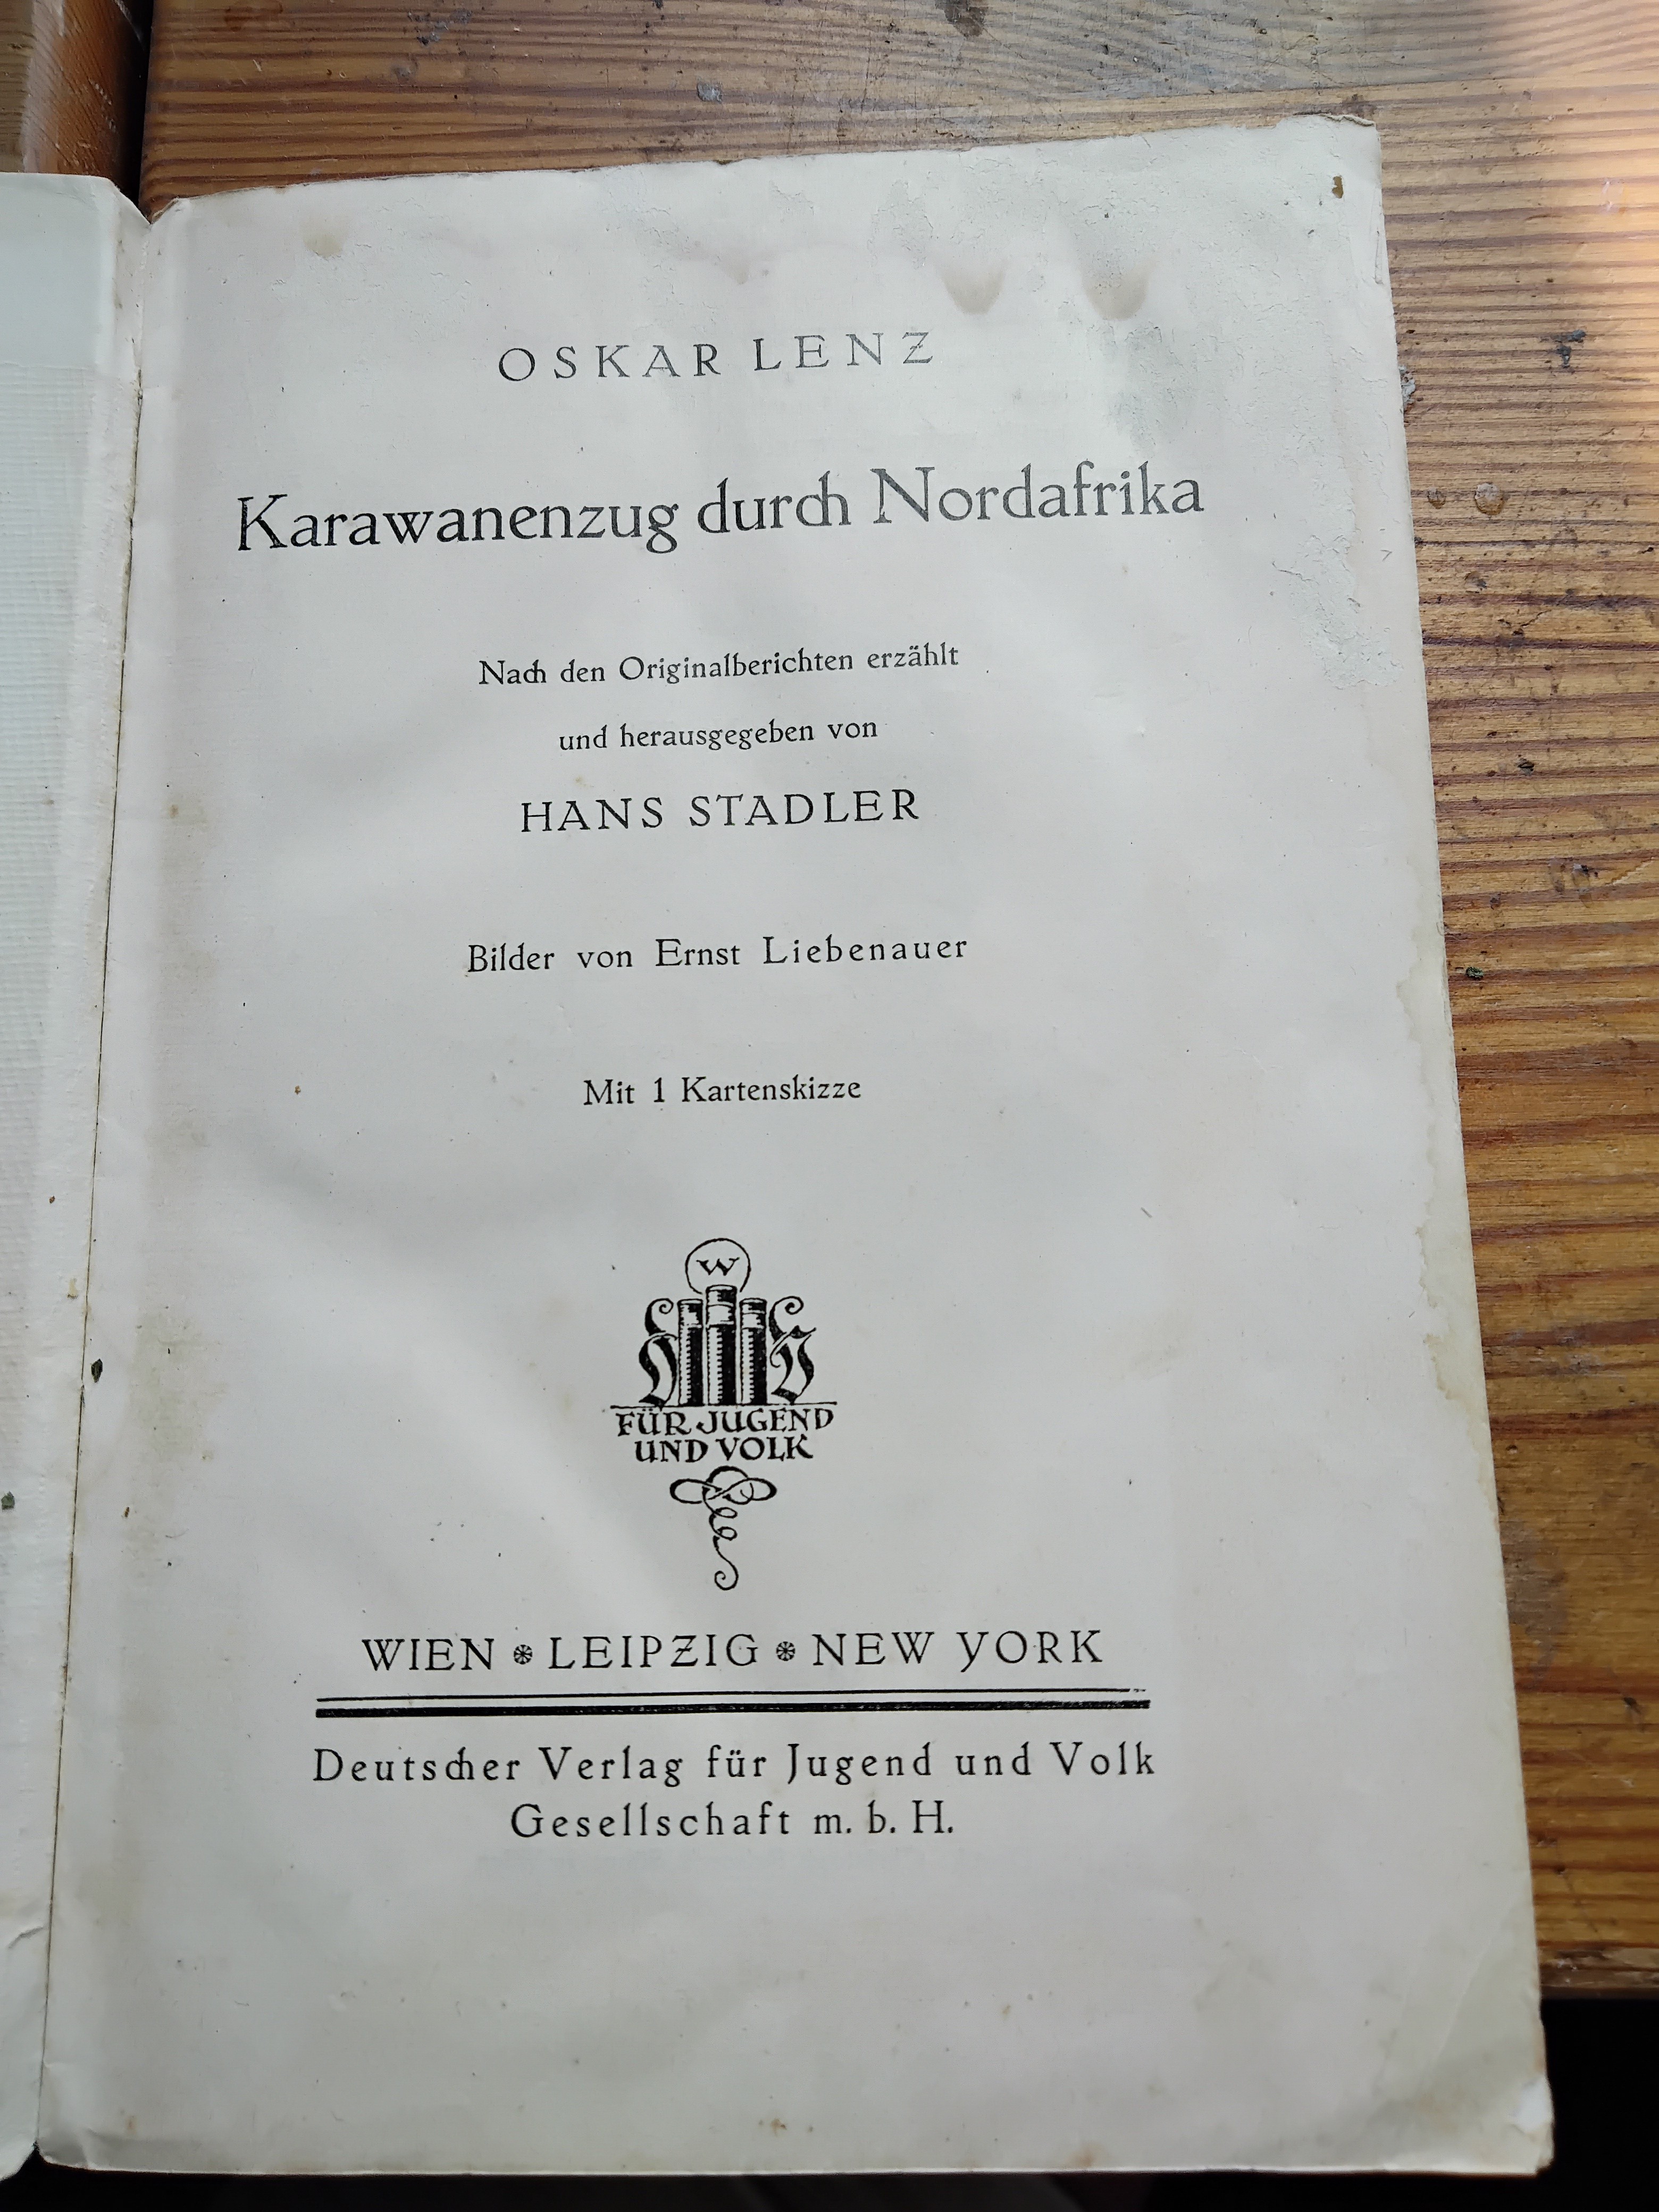 OSKAR LENZ
Karawanenzug durch Nordafrika
Nach den Originalberichten erzählt
und herausgegeben von
HANS STADLER
Bilder von Ernst Liebenauer
Mit 1 Kartenskizze
W
FÜR JUGEND
UND VOLK
WIEN * LEIPZIG * NEW YORK
Deutscher Verlag für Jugend und Volk
Gesellschaft m. b. H.